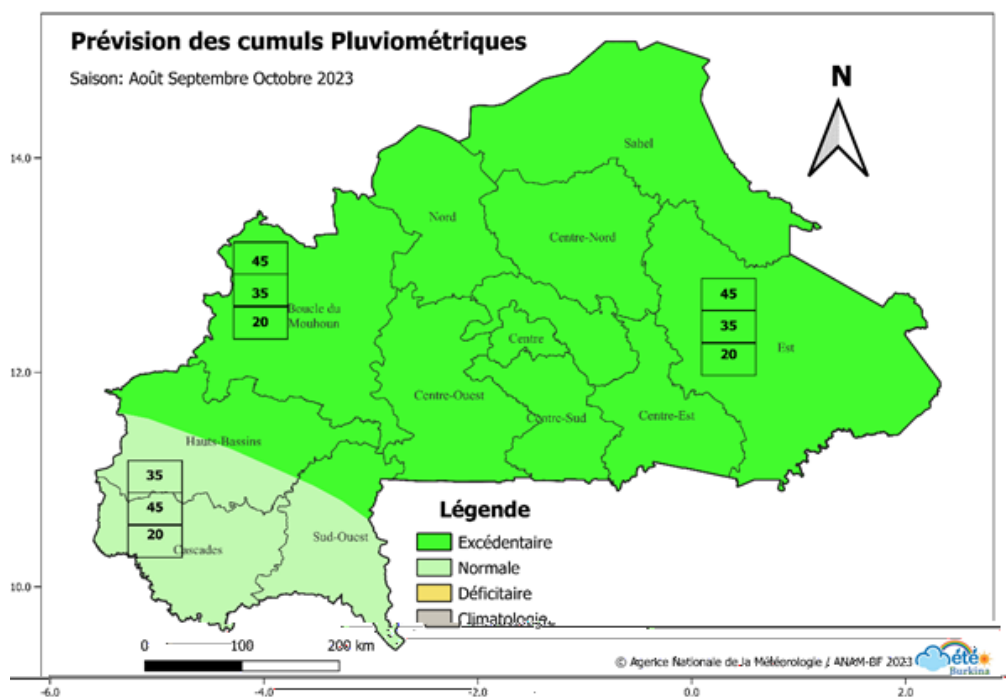 Prévision des cumuls Pluviométriques
Saison: Août Septembre Octobre 2023
N
14.0
12.0
10.0
Sahel
Nord
Centre-Nord
45
35
20
Boucle du
Mouhoun
45
35
20
Est
Centre
Centre-Ouest
Centre-Sud
Centre-Est
Hauts-Bassins
35
45
20
Cascades
Sud-Ouest
Légende
Excédentaire
Normale
Déficitaire
Climatologie
0 100 200 km
© Agence Nationale de la Météorologie / ANAM-BF 2023
été
Burkina
-6.0 -4.0 -2.0 0.0 2.0